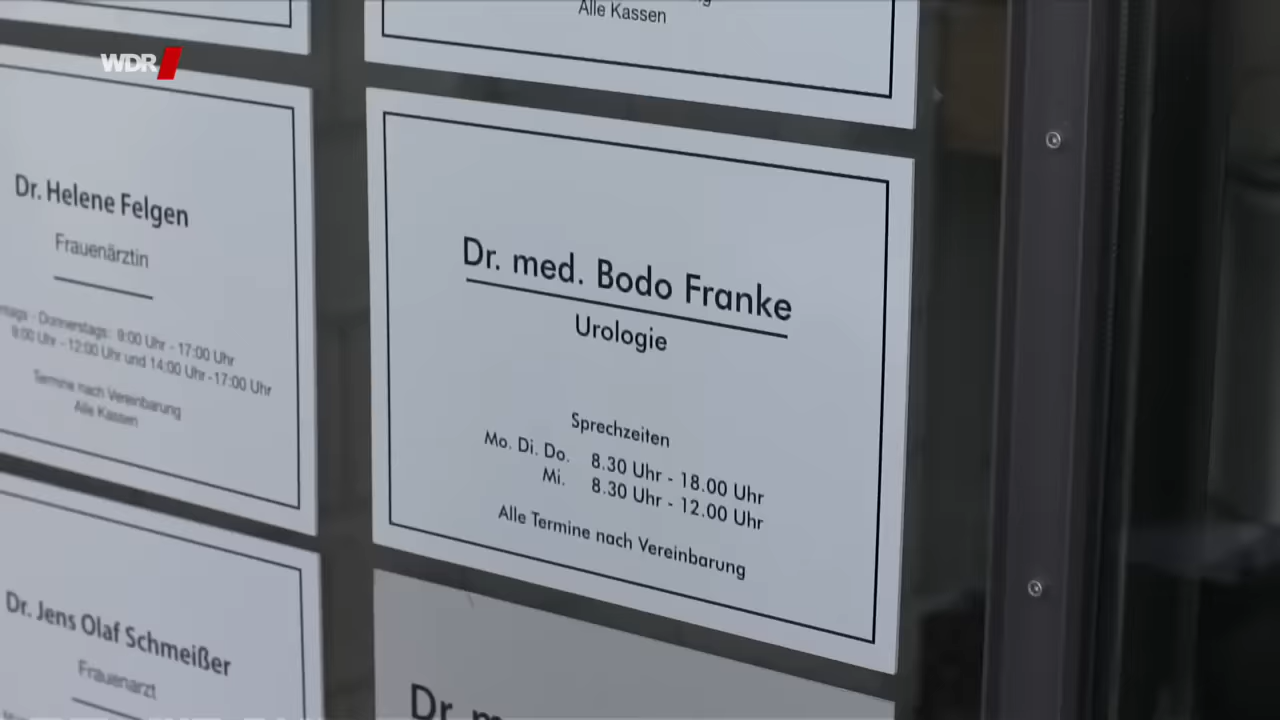 WDR
Alle Kassen
Dr. Helene Felgen
Frauenärztin
Donnerstags: 9:00 Uhr - 17:00 Uhr
9:00 Uhr - 12:00 Uhr und 14:00 Uhr - 17:00 Uhr
Termine nach Vereinbarung
Alle Kassen
Dr. Jens Olaf Schmeißer
Frauenarzt
Dr. med. Bodo Franke
Urologie
Sprechzeiten
Mo. Di. Do. 8.30 Uhr - 18.00 Uhr
Mi. 8.30 Uhr - 12.00 Uhr
Alle Termine nach Vereinbarung
Dr.